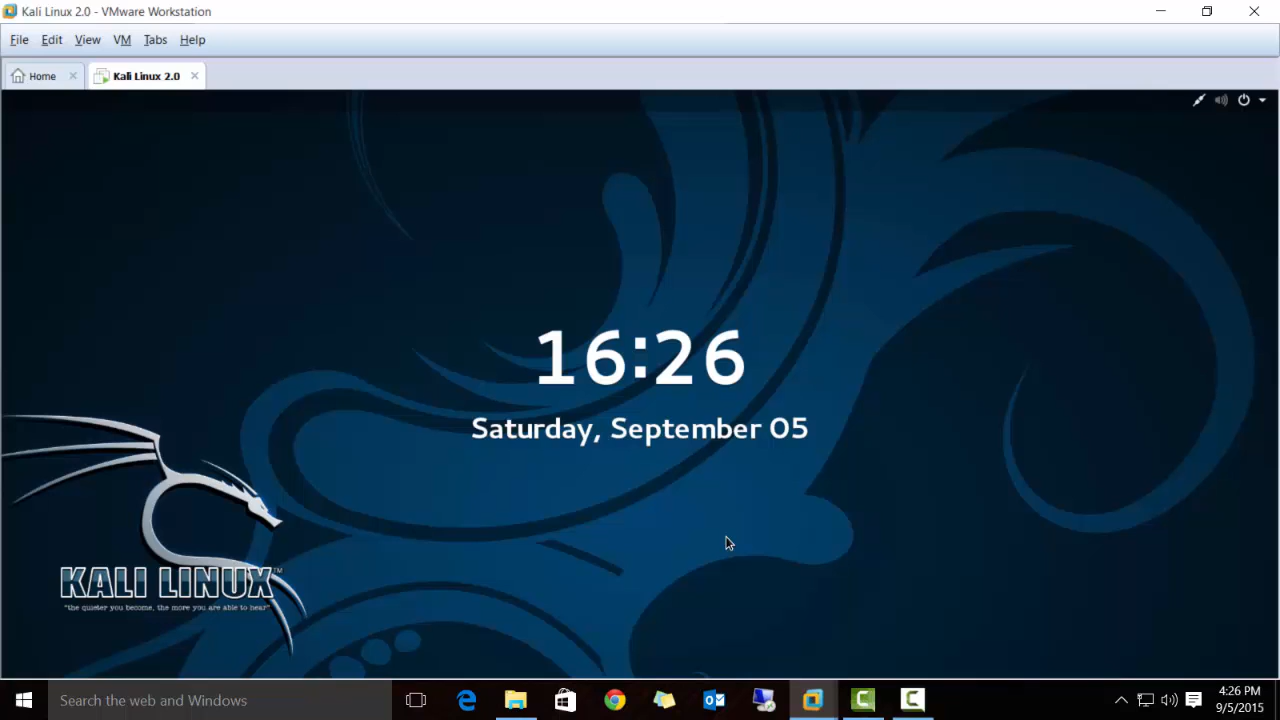 Kali Linux 2.0 - VMware Workstation
File Edit View VM Tabs Help
Home Kali Linux 2.0
16:26
Saturday, September 05
KALI LINUX™
"the quieter you become, the more you are able to hear"
Search the web and Windows
4:26 PM
9/5/2015